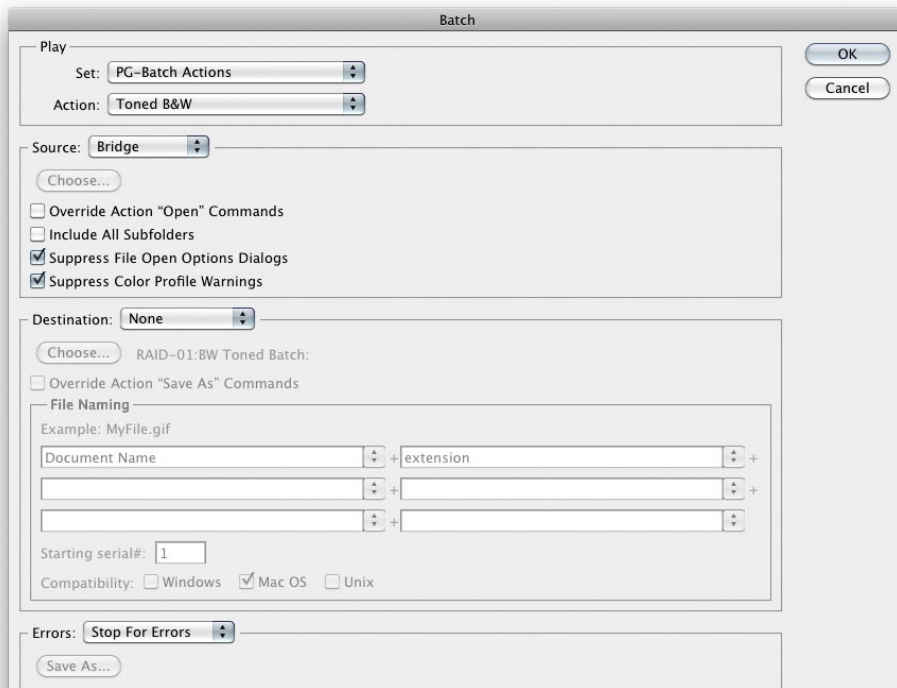 Batch
Play
Set: PG-Batch Actions
Action: Toned B&W
OK
Cancel
Source: Bridge
Choose...
Override Action “Open” Commands
Include All Subfolders
Suppress File Open Options Dialogs
Suppress Color Profile Warnings
Destination: None
Choose... RAID-01:BW Toned Batch:
Override Action “Save As” Commands
File Naming
Example: MyFile.gif
Document Name + extension +
+ +
+
Starting serial#: 1
Compatibility: Windows Mac OS Unix
Errors: Stop For Errors
Save As...